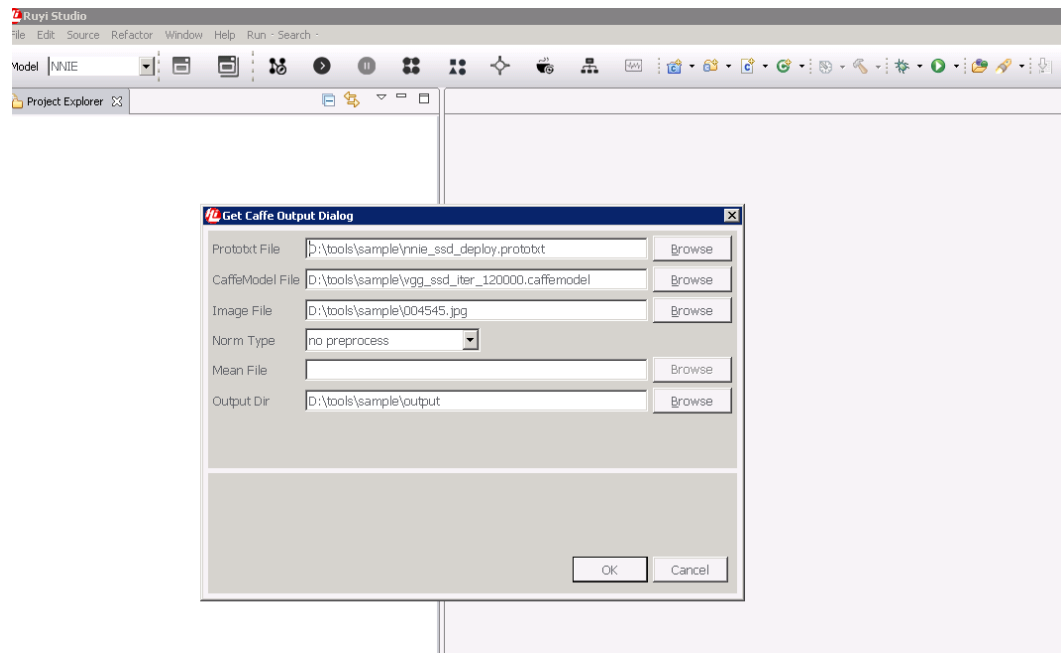 Ruyi Studio
File Edit Source Refactor Window Help Run - Search -
Model NNIE
Project Explorer
Get Caffe Output Dialog
Prototxt File D:\tools\sample\nnie_ssd_deploy.prototxt Browse
CaffeModel File D:\tools\sample\vgg_ssd_iter_120000.caffemodel Browse
Image File D:\tools\sample\004545.jpg Browse
Norm Type no preprocess
Mean File Browse
Output Dir D:\tools\sample\output Browse
OK Cancel